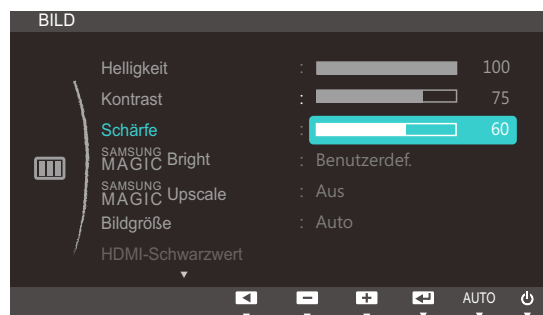 BILD
Helligkeit : 100
Kontrast : 75
Schärfe : 60
SAMSUNG MAGIC Bright : Benutzerdef.
SAMSUNG MAGIC Upscale : Aus
Bildgröße : Auto
HDMI-Schwarzwert
AUTO